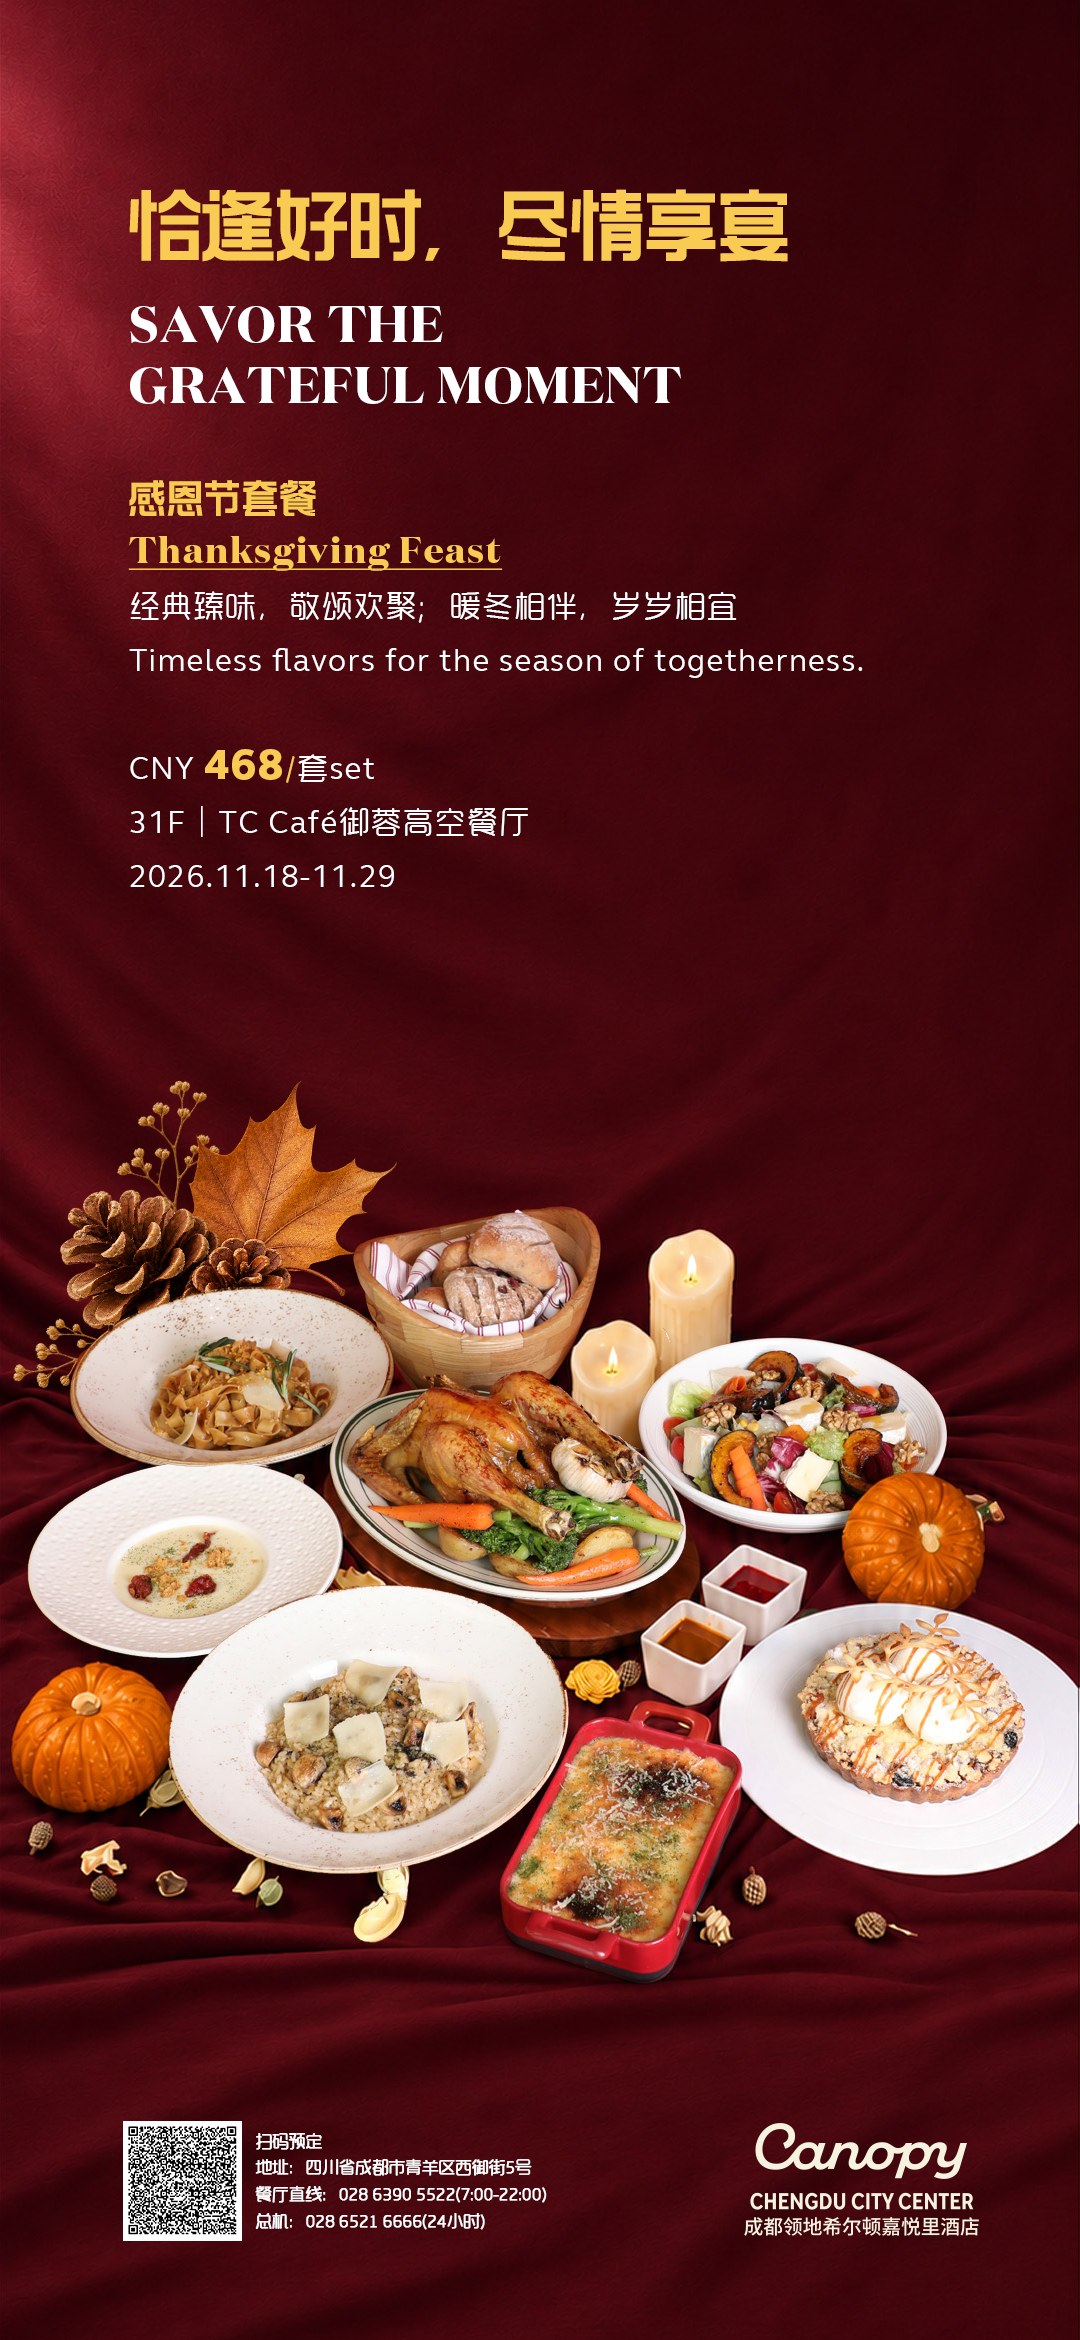 恰逢好时，尽情享宴
SAVOR THE
GRATEFUL MOMENT
感恩节套餐
Thanksgiving Feast
经典臻味，敬颂欢聚；暖冬相伴，岁岁相宜
Timeless flavors for the season of togetherness.
CNY 468/套set
31F｜TC Café御蓉高空餐厅
2026.11.18-11.29
扫码预定
地址：四川省成都市青羊区西御街5号
餐厅直线：028 6390 5522(7:00-22:00)
总机：028 6521 6666(24小时)
Canopy
CHENGDU CITY CENTER
成都领地希尔顿嘉悦里酒店